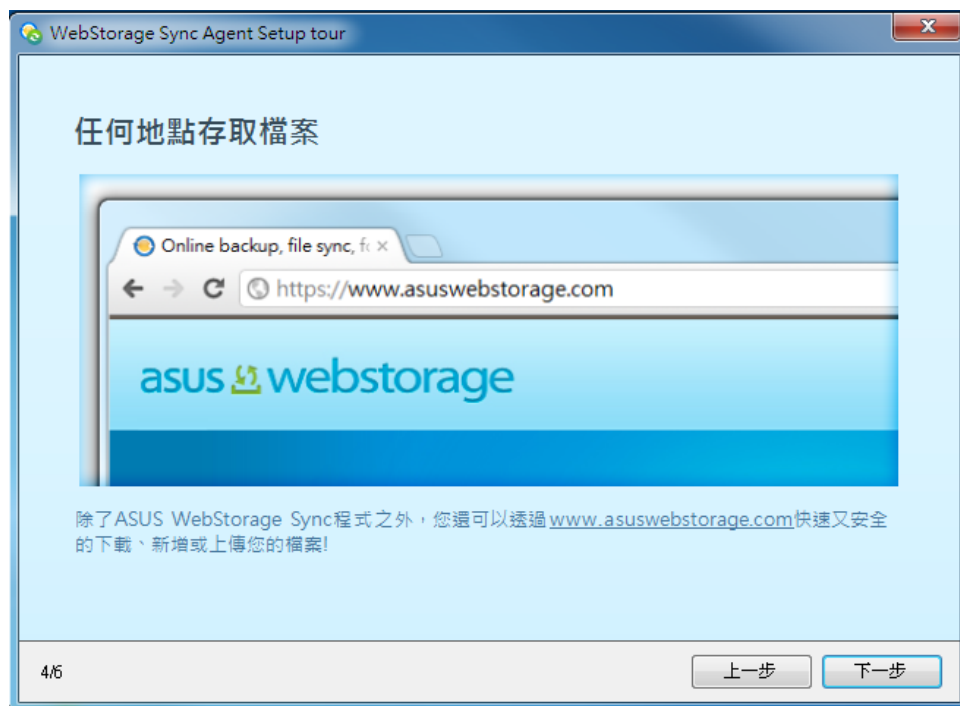 WebStorage Sync Agent Setup tour
任何地點存取檔案
Online backup, file sync, fo
https://www.asuswebstorage.com
asus webstorage
除了ASUS WebStorage Sync程式之外，您還可以透過www.asuswebstorage.com快速又安全
的下載、新增或上傳您的檔案!
4/6
上一步
下一步